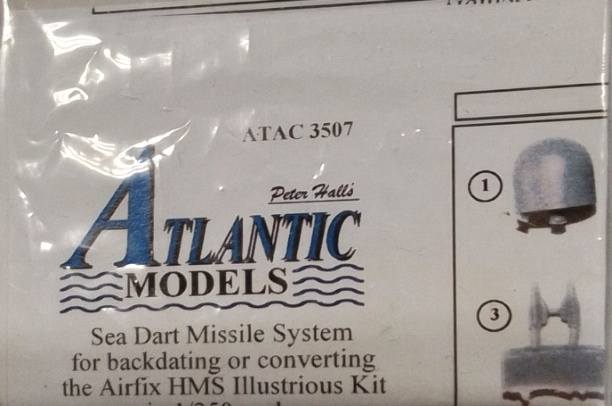 ATAC 3507
Peter Hall's
ATLANTIC
MODELS
Sea Dart Missile System
for backdating or converting
the Airfix HMS Illustrious Kit
1
3